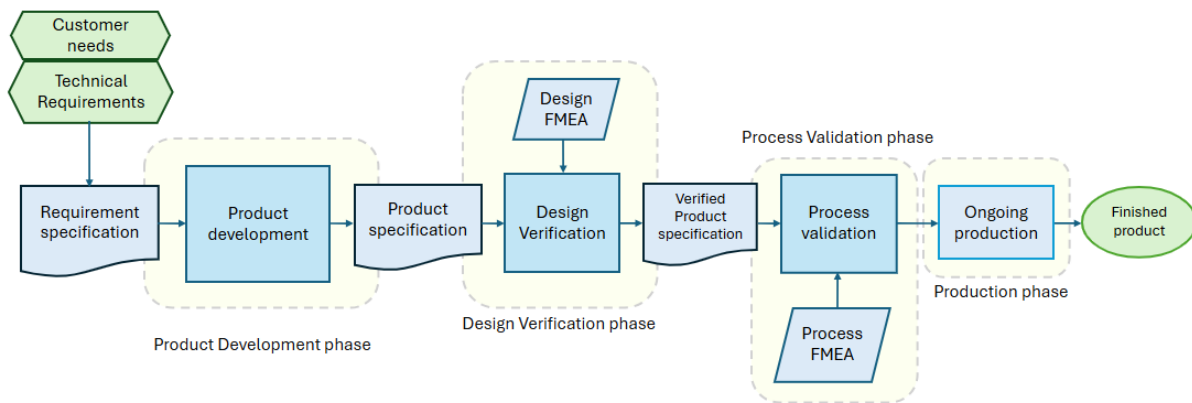 Customer
needs
Technical
Requirements
Requirement
specification
Product
development
Product Development phase
Product
specification
Design
FMEA
Design
Verification
Design Verification phase
Verified
Product
specification
Process Validation phase
Process
validation
Process
FMEA
Ongoing
production
Production phase
Finished
product